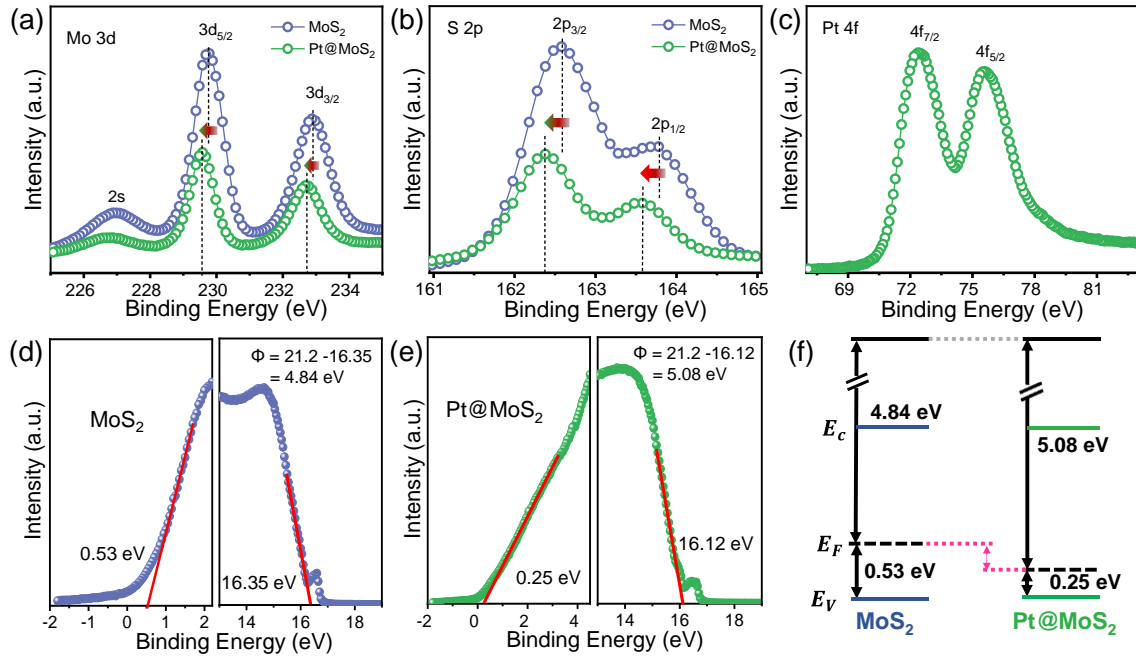 (a) Mo 3d
3d5/2
MoS2
Pt@MoS2
3d3/2
2s
Intensity (a.u.)
226 228 230 232 234
Binding Energy (eV)
(b) S 2p
2p3/2
MoS2
Pt@MoS2
2p1/2
Intensity (a.u.)
161 162 163 164 165
Binding Energy (eV)
(c) Pt 4f
4f7/2
4f5/2
Intensity (a.u.)
69 72 75 78 81
Binding Energy (eV)
(d)
Φ = 21.2 -16.35
= 4.84 eV
MoS2
0.53 eV
16.35 eV
Intensity (a.u.)
-2 -1 0 1 2 14 16 18
Binding Energy (eV)
(e)
Φ = 21.2 -16.12
= 5.08 eV
Pt@MoS2
0.25 eV
16.12 eV
Intensity (a.u.)
-2 0 2 4 14 16 18
Binding Energy (eV)
(f)
4.84 eV
Ec
5.08 eV
EF
0.53 eV
0.25 eV
EV
MoS2
Pt@MoS2